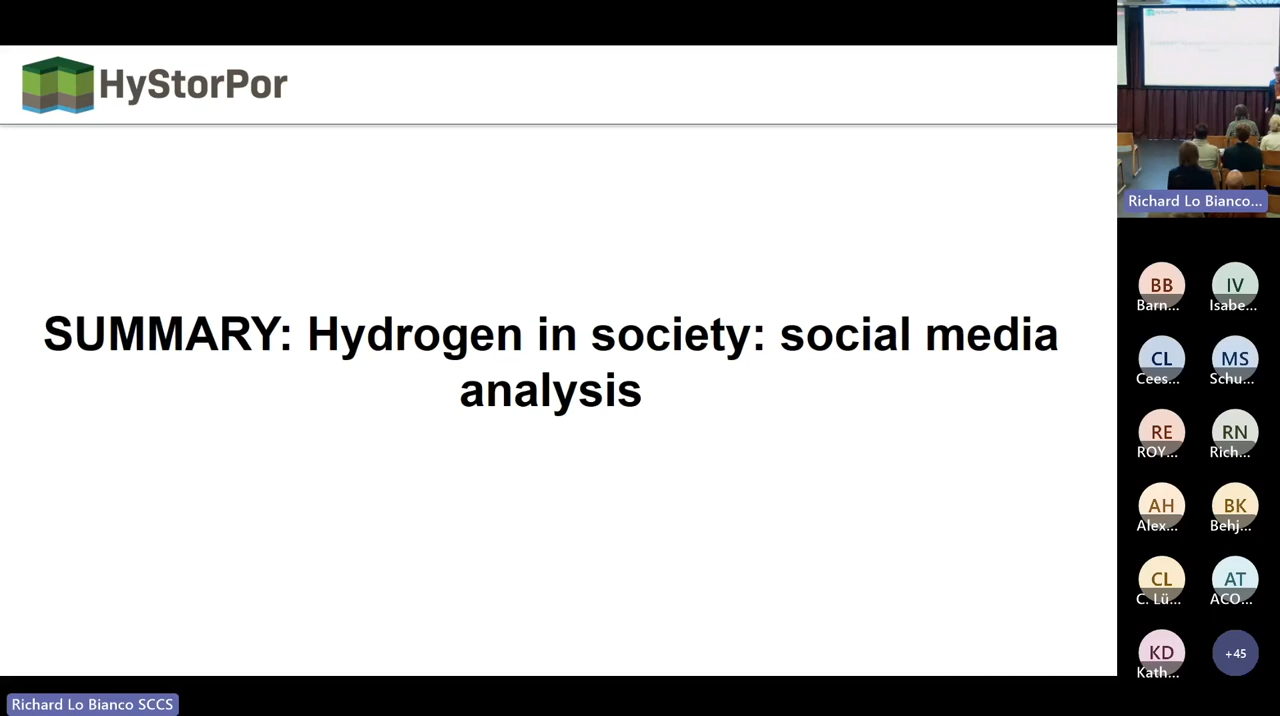 HyStorPor
SUMMARY: Hydrogen in society: social media
analysis
Richard Lo Bianco...
BB
IV
Barn...
Isabe...
CL
MS
Cees...
Schu...
RE
RN
ROY...
Rich...
AH
BK
Alex...
Behj...
CL
AT
C. Lü...
ACO...
KD
+45
Kath...
Richard Lo Bianco SCCS